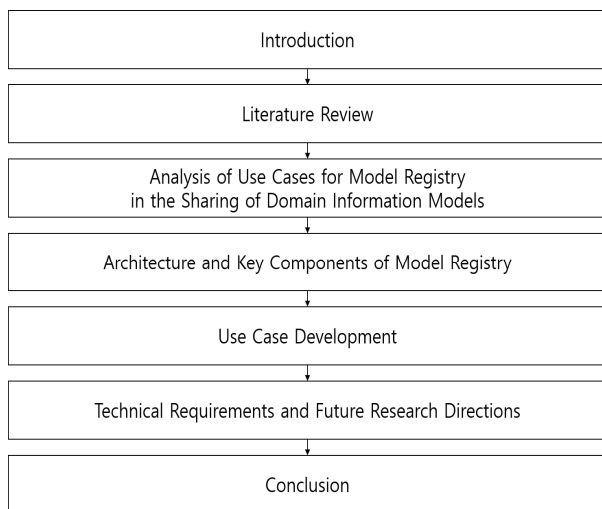 Introduction
Literature Review
Analysis of Use Cases for Model Registry
in the Sharing of Domain Information Models
Architecture and Key Components of Model Registry
Use Case Development
Technical Requirements and Future Research Directions
Conclusion